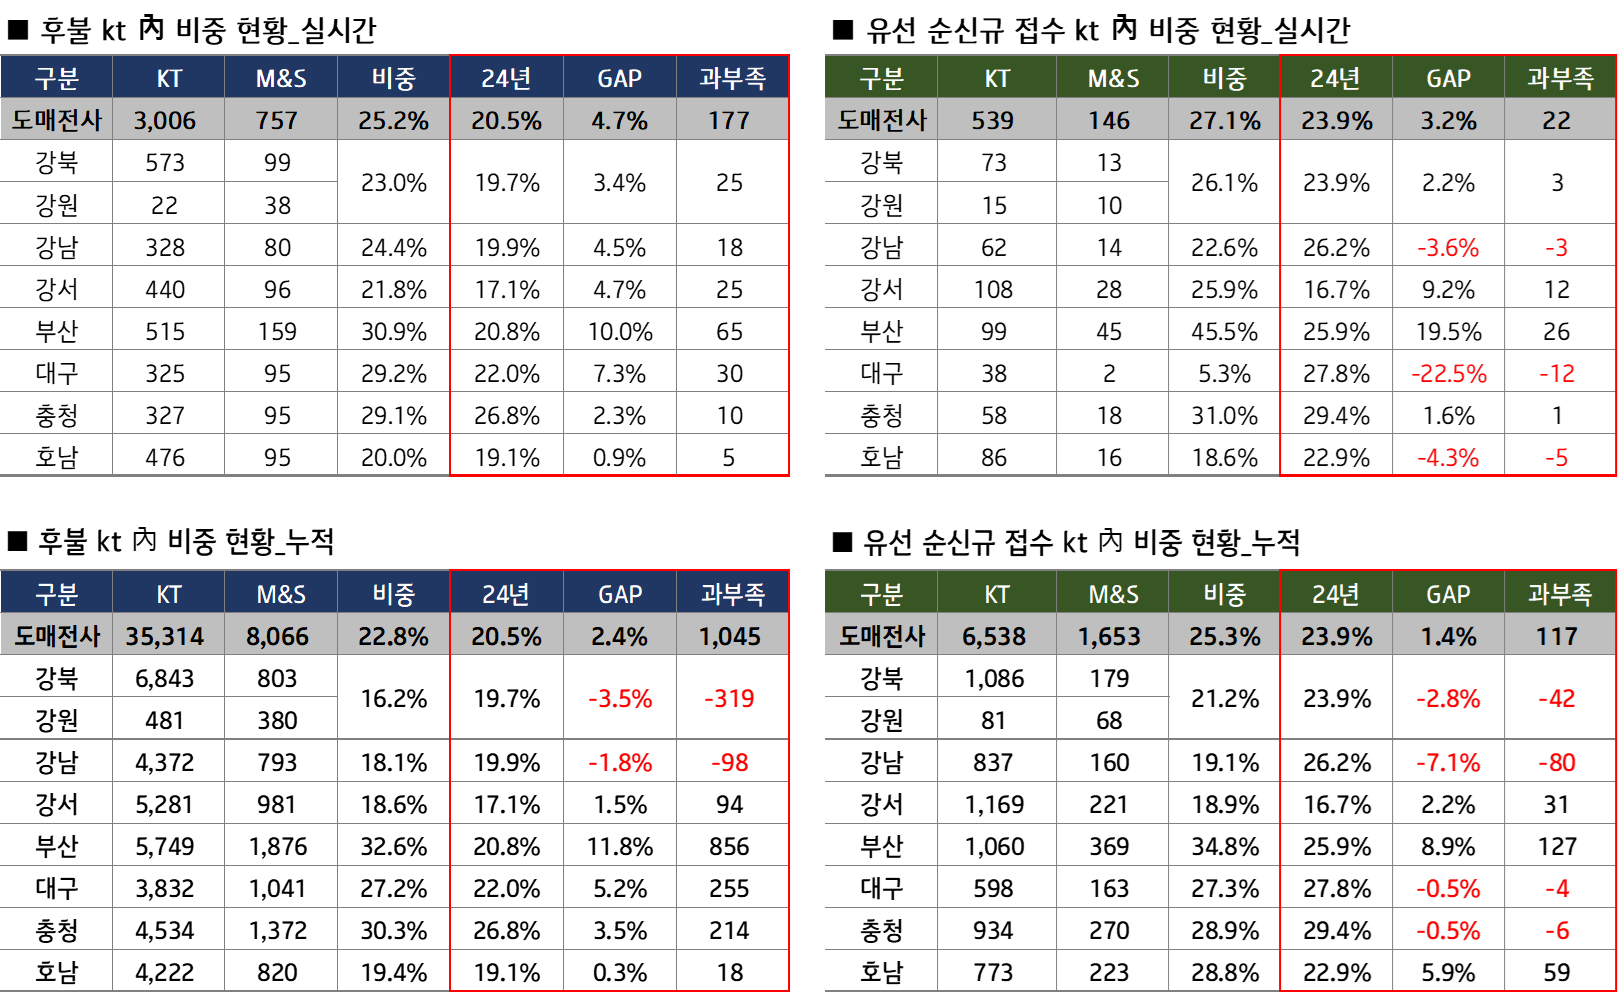 ■ 후불 kt 內 비중 현황_실시간
구분 KT M&S 비중 24년 GAP 과부족
도매전사 3,006 757 25.2% 20.5% 4.7% 177
강북 573 99
23.0% 19.7% 3.4% 25
강원 22 38
강남 328 80 24.4% 19.9% 4.5% 18
강서 440 96 21.8% 17.1% 4.7% 25
부산 515 159 30.9% 20.8% 10.0% 65
대구 325 95 29.2% 22.0% 7.3% 30
충청 327 95 29.1% 26.8% 2.3% 10
호남 476 95 20.0% 19.1% 0.9% 5
■ 유선 순신규 접수 kt 內 비중 현황_실시간
구분 KT M&S 비중 24년 GAP 과부족
도매전사 539 146 27.1% 23.9% 3.2% 22
강북 73 13
26.1% 23.9% 2.2% 3
강원 15 10
강남 62 14 22.6% 26.2% -3.6% -3
강서 108 28 25.9% 16.7% 9.2% 12
부산 99 45 45.5% 25.9% 19.5% 26
대구 38 2 5.3% 27.8% -22.5% -12
충청 58 18 31.0% 29.4% 1.6% 1
호남 86 16 18.6% 22.9% -4.3% -5
■ 후불 kt 內 비중 현황_누적
구분 KT M&S 비중 24년 GAP 과부족
도매전사 35,314 8,066 22.8% 20.5% 2.4% 1,045
강북 6,843 803
16.2% 19.7% -3.5% -319
강원 481 380
강남 4,372 793 18.1% 19.9% -1.8% -98
강서 5,281 981 18.6% 17.1% 1.5% 94
부산 5,749 1,876 32.6% 20.8% 11.8% 856
대구 3,832 1,041 27.2% 22.0% 5.2% 255
충청 4,534 1,372 30.3% 26.8% 3.5% 214
호남 4,222 820 19.4% 19.1% 0.3% 18
■ 유선 순신규 접수 kt 內 비중 현황_누적
구분 KT M&S 비중 24년 GAP 과부족
도매전사 6,538 1,653 25.3% 23.9% 1.4% 117
강북 1,086 179
21.2% 23.9% -2.8% -42
강원 81 68
강남 837 160 19.1% 26.2% -7.1% -80
강서 1,169 221 18.9% 16.7% 2.2% 31
부산 1,060 369 34.8% 25.9% 8.9% 127
대구 598 163 27.3% 27.8% -0.5% -4
충청 934 270 28.9% 29.4% -0.5% -6
호남 773 223 28.8% 22.9% 5.9% 59